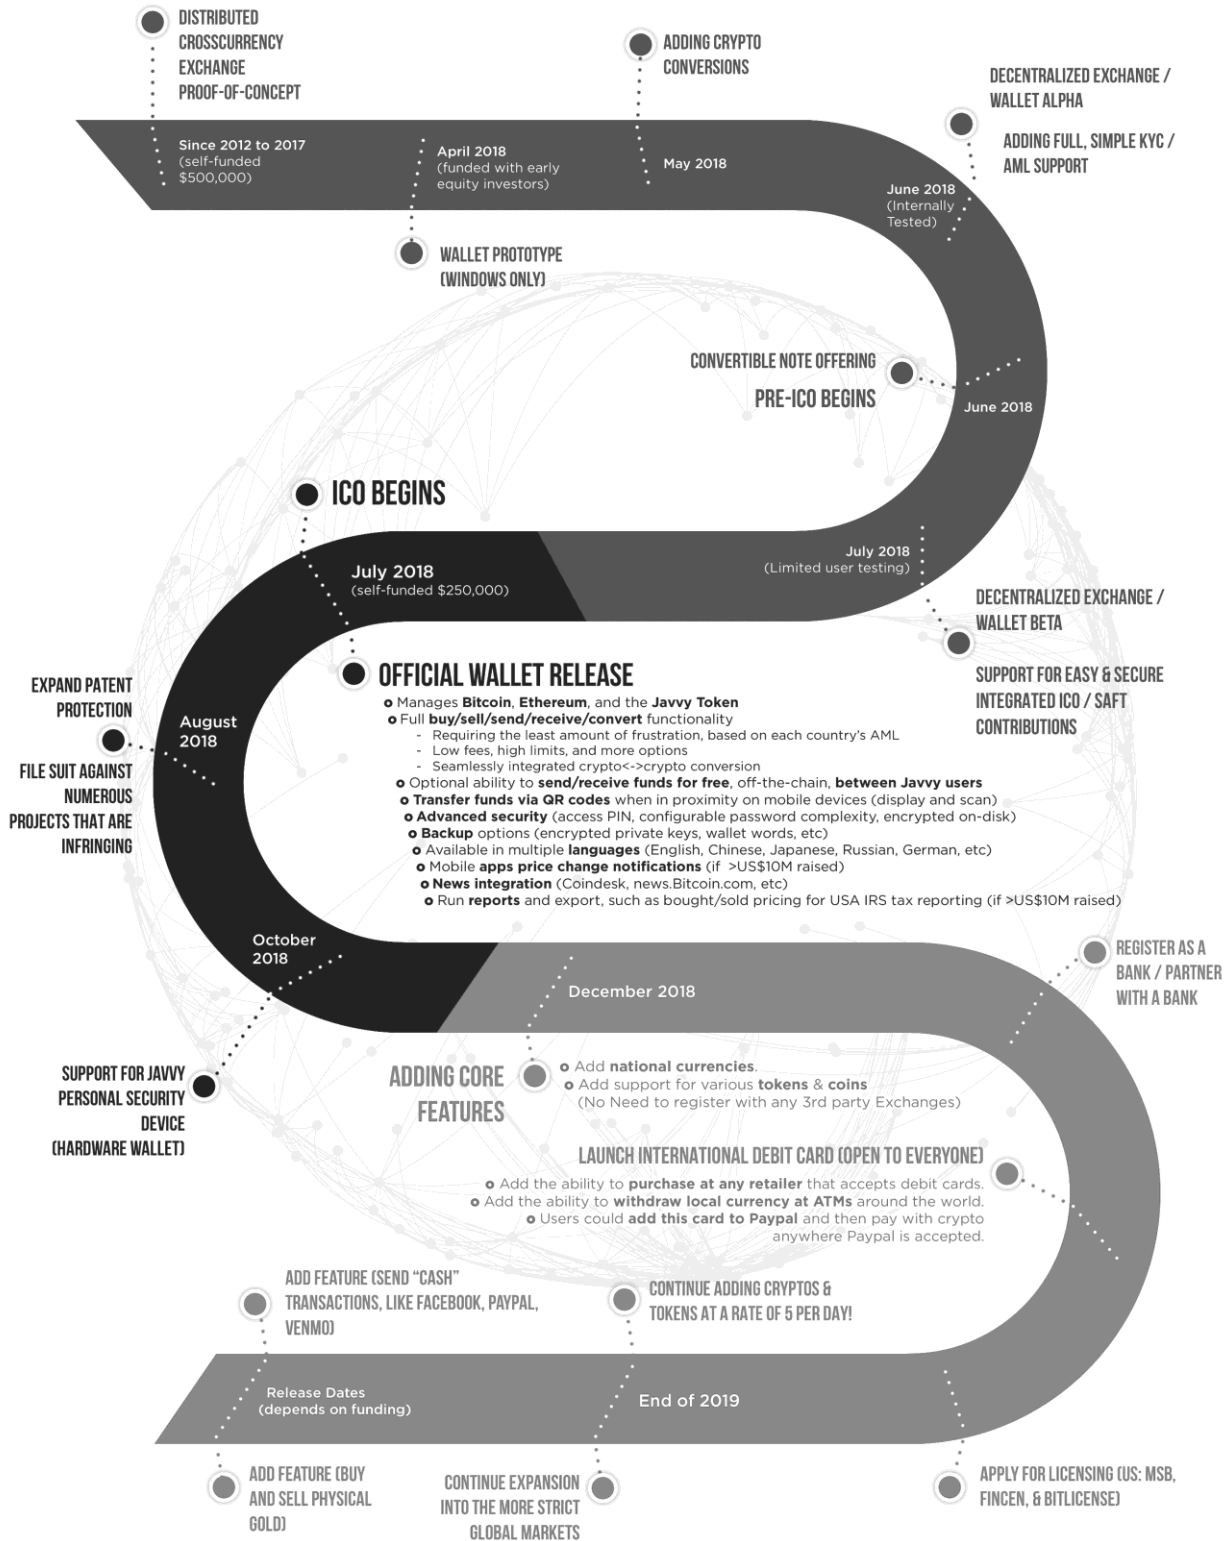 DISTRIBUTED
CROSSCURRENCY
EXCHANGE
PROOF-OF-CONCEPT
Since 2012 to 2017
(self-funded
$500,000)
April 2018
(funded with early
equity investors)
WALLET PROTOTYPE
(WINDOWS ONLY)
ADDING CRYPTO
CONVERSIONS
May 2018
DECENTRALIZED EXCHANGE /
WALLET ALPHA
ADDING FULL, SIMPLE KYC /
AML SUPPORT
June 2018
(Internally
Tested)
CONVERTIBLE NOTE OFFERING
PRE-ICO BEGINS
June 2018
July 2018
(Limited user testing)
DECENTRALIZED EXCHANGE /
WALLET BETA
SUPPORT FOR EASY & SECURE
INTEGRATED ICO / SAFT
CONTRIBUTIONS
ICO BEGINS
July 2018
(self-funded $250,000)
OFFICIAL WALLET RELEASE
Manages Bitcoin, Ethereum, and the Javvy Token
Full buy/sell/send/receive/convert functionality
- Requiring the least amount of frustration, based on each country's AML
- Low fees, high limits, and more options
- Seamlessly integrated crypto<->crypto conversion
Optional ability to send/receive funds for free, off-the-chain, between Javvy users
Transfer funds via QR codes when in proximity on mobile devices (display and scan)
Advanced security (access PIN, configurable password complexity, encrypted on-disk)
Backup options (encrypted private keys, wallet words, etc)
Available in multiple languages (English, Chinese, Japanese, Russian, German, etc)
Mobile apps price change notifications (if >US$10M raised)
News integration (Coindesk, news.Bitcoin.com, etc)
Run reports and export, such as bought/sold pricing for USA IRS tax reporting (if >US$10M raised)
EXPAND PATENT
PROTECTION
August
2018
FILE SUIT AGAINST
NUMEROUS
PROJECTS THAT ARE
INFRINGING
October
2018
SUPPORT FOR JAVVY
PERSONAL SECURITY
DEVICE
(HARDWARE WALLET)
December 2018
ADDING CORE
FEATURES
Add national currencies.
Add support for various tokens & coins
(No Need to register with any 3rd party Exchanges)
REGISTER AS A
BANK / PARTNER
WITH A BANK
LAUNCH INTERNATIONAL DEBIT CARD (OPEN TO EVERYONE)
Add the ability to purchase at any retailer that accepts debit cards.
Add the ability to withdraw local currency at ATMs around the world.
Users could add this card to Paypal and then pay with crypto
anywhere Paypal is accepted.
ADD FEATURE (SEND “CASH”
TRANSACTIONS, LIKE FACEBOOK, PAYPAL,
VENMO)
CONTINUE ADDING CRYPTOS &
TOKENS AT A RATE OF 5 PER DAY!
Release Dates
(depends on funding)
End of 2019
ADD FEATURE (BUY
AND SELL PHYSICAL
GOLD)
CONTINUE EXPANSION
INTO THE MORE STRICT
GLOBAL MARKETS
APPLY FOR LICENSING (US: MSB,
FINCEN, & BITLICENSE)